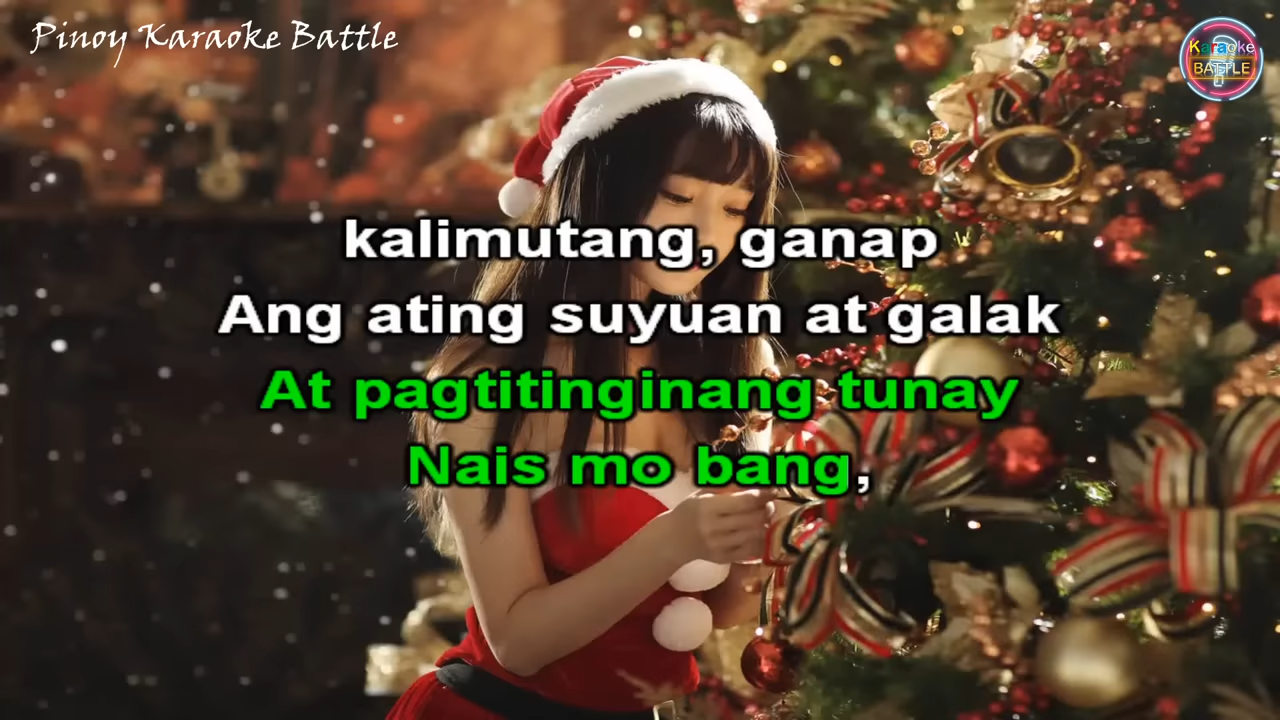 Pinoy Karaoke Battle
Karaoke
BATTLE
kalimutang, ganap
Ang ating suyuan at galak
At pagtitinginang tunay
Nais mo bang,